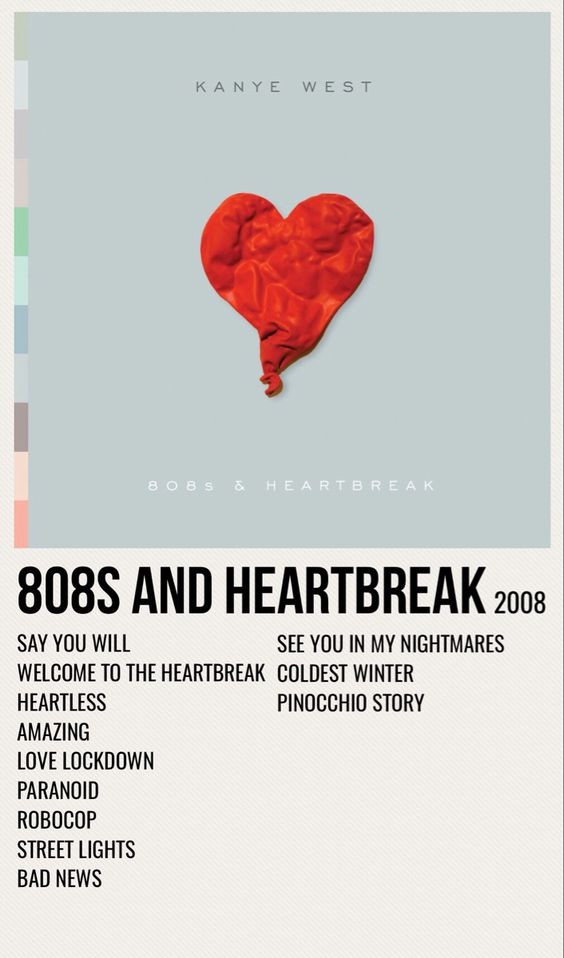 KANYE WEST
808s & HEARTBREAK
808S AND HEARTBREAK 2008
SAY YOU WILL
WELCOME TO THE HEARTBREAK
HEARTLESS
AMAZING
LOVE LOCKDOWN
PARANOID
ROBOCOP
STREET LIGHTS
BAD NEWS
SEE YOU IN MY NIGHTMARES
COLDEST WINTER
PINOCCHIO STORY